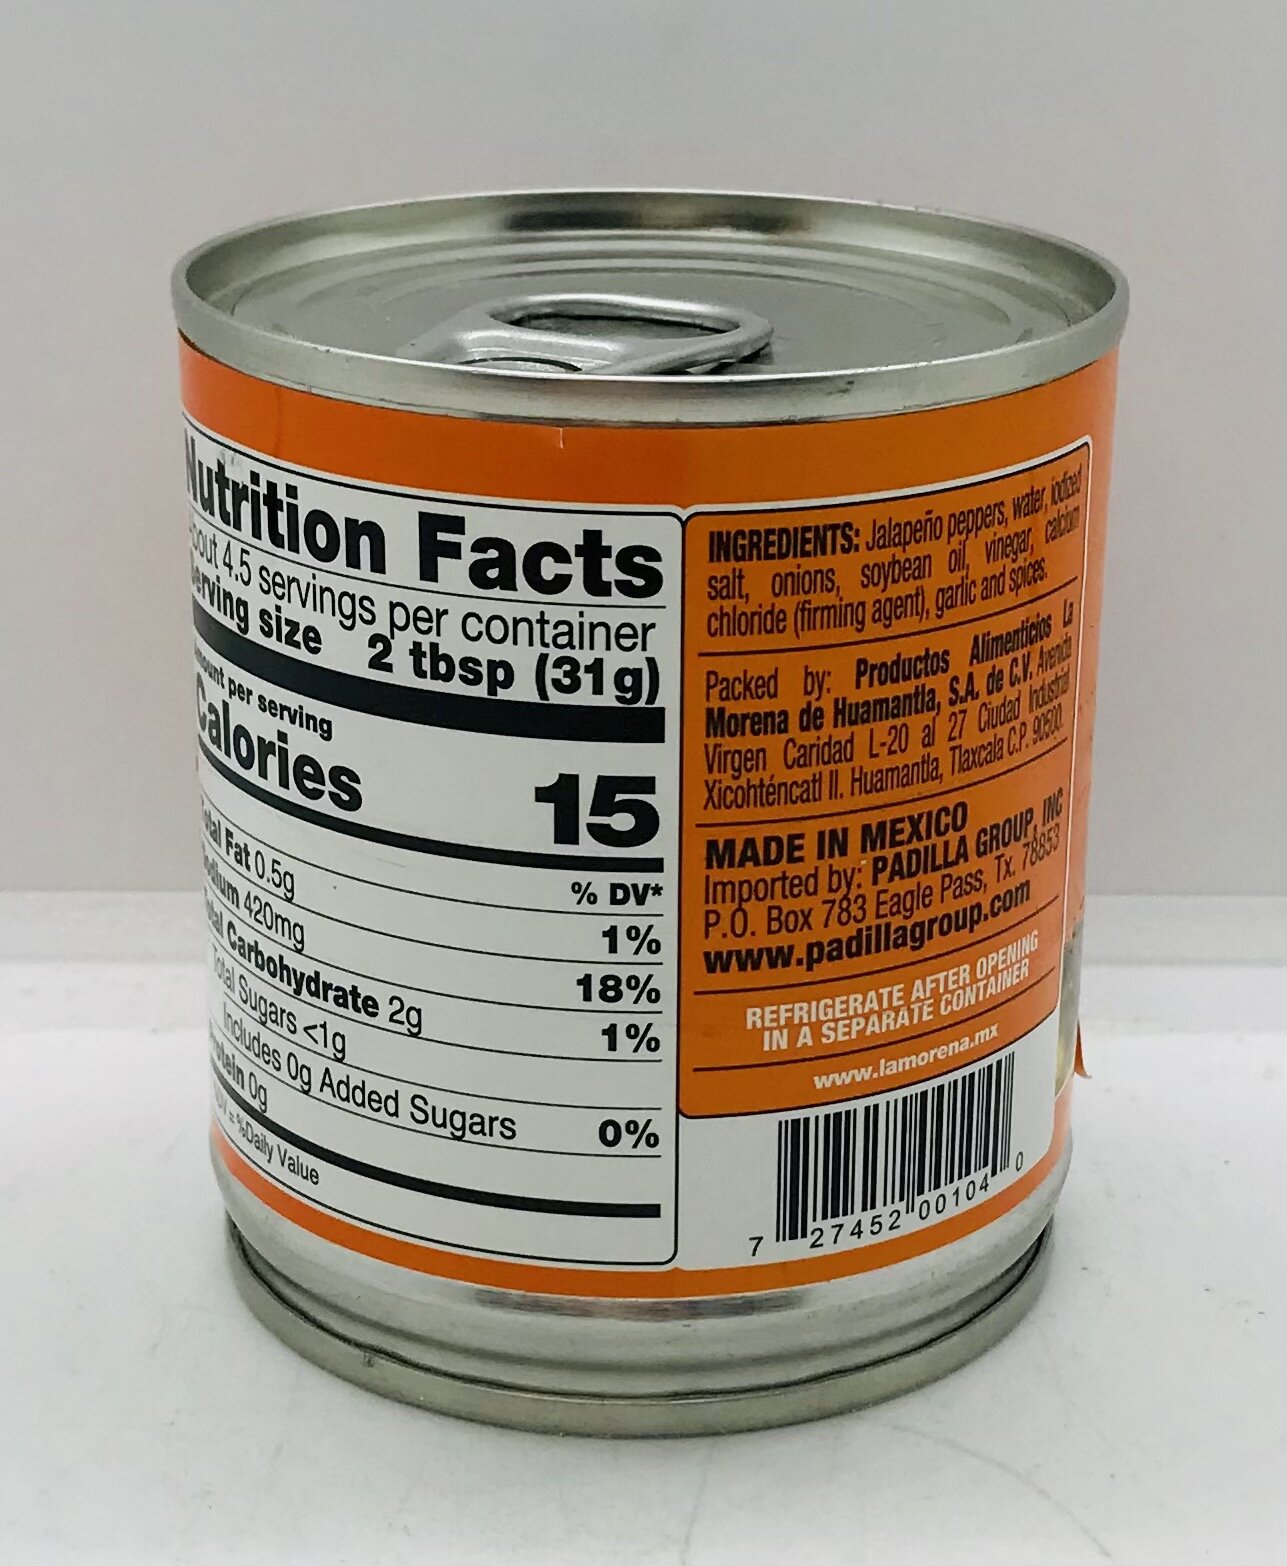 Nutrition Facts
about 4.5 servings per container
Serving size 2 tbsp (31g)
Amount per serving
Calories 15
% DV*
Total Fat 0.5g 1%
Sodium 420mg 18%
Total Carbohydrate 2g 1%
Total Sugars <1g
Includes 0g Added Sugars 0%
Protein 0g
*%DV = %Daily Value
INGREDIENTS: Jalapeño peppers, water, iodized
salt, onions, soybean oil, vinegar, calcium
chloride (firming agent), garlic and spices.
Packed by: Productos Alimenticios La
Morena de Huamantla, S.A. de C.V. Avenida
Virgen Caridad L-20 al 27 Ciudad Industrial
Xicohténcatl II. Huamantla, Tlaxcala C.P. 90500.
MADE IN MEXICO
Imported by: PADILLA GROUP, INC
P.O. Box 783 Eagle Pass, Tx. 78853
www.padillagroup.com
REFRIGERATE AFTER OPENING
IN A SEPARATE CONTAINER
www.lamorena.mx
7 27452 00104 0